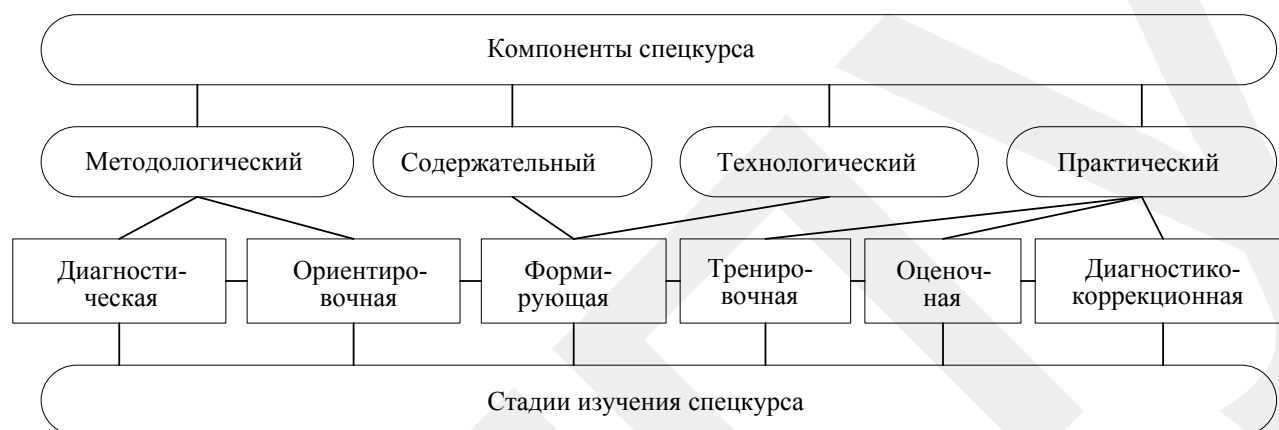 Компоненты спецкурса
Методологический
Содержательный
Технологический
Практический
Диагности-
ческая
Ориентиро-
вочная
Форми-
рующая
Трениро-
вочная
Оценоч-
ная
Диагностико-
коррекционная
Стадии изучения спецкурса